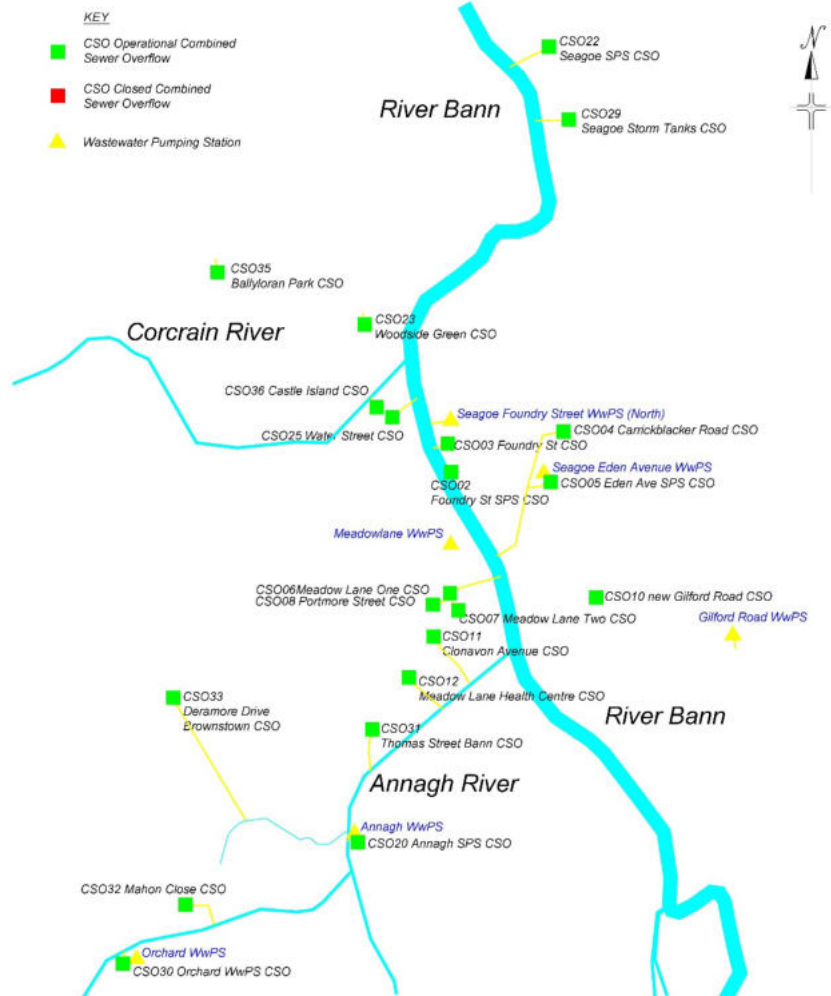 KEY
CSO Operational Combined
Sewer Overflow
CSO Closed Combined
Sewer Overflow
Wastewater Pumping Station
N
CSO22
Seagoe SPS CSO
River Bann
CSO29
Seagoe Storm Tanks CSO
CSO35
Ballyloran Park CSO
Corcrain River
CSO23
Woodside Green CSO
CSO36 Castle Island CSO
Seagoe Foundry Street WwPS (North)
CSO25 Water Street CSO
CSO04 Carrickblacker Road CSO
CSO03 Foundry St CSO
Seagoe Eden Avenue WwPS
CSO02
Foundry St SPS CSO
CSO05 Eden Ave SPS CSO
Meadowlane WwPS
CSO06Meadow Lane One CSO
CSO08 Portmore Street CSO
CSO10 new Gilford Road CSO
CSO07 Meadow Lane Two CSO
Gilford Road WwPS
CSO11
Clonavon Avenue CSO
CSO12
Meadow Lane Health Centre CSO
CSO33
Deramore Drive
Brownstown CSO
River Bann
CSO31
Thomas Street Bann CSO
Annagh River
Annagh WwPS
CSO20 Annagh SPS CSO
CSO32 Mahon Close CSO
Orchard WwPS
CSO30 Orchard WwPS CSO